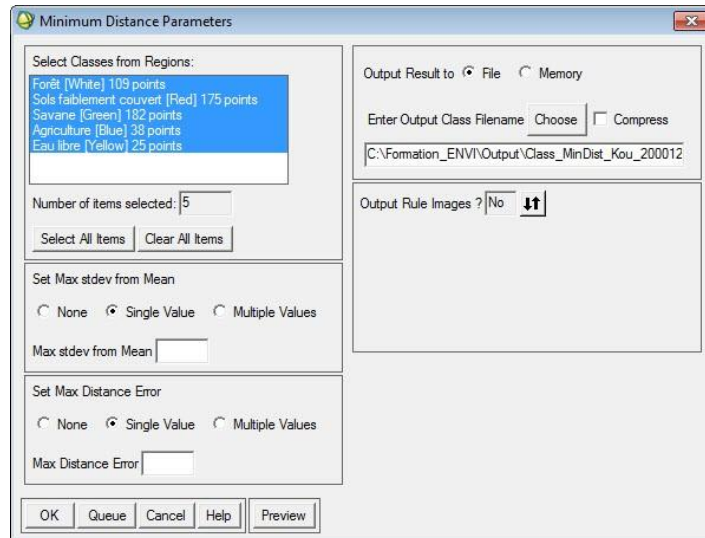 Minimum Distance Parameters
Select Classes from Regions:
Forêt [White] 109 points
Sols faiblement couvert [Red] 175 points
Savane [Green] 182 points
Agriculture [Blue] 38 points
Eau libre [Yellow] 25 points
Number of items selected: 5
Select All Items Clear All Items
Set Max stdev from Mean
None Single Value Multiple Values
Max stdev from Mean
Set Max Distance Error
None Single Value Multiple Values
Max Distance Error
OK Queue Cancel Help Preview
Output Result to File Memory
Enter Output Class Filename Choose Compress
C:\Formation_ENVI\Output\Class_MinDist_Kou_200012
Output Rule Images ? No